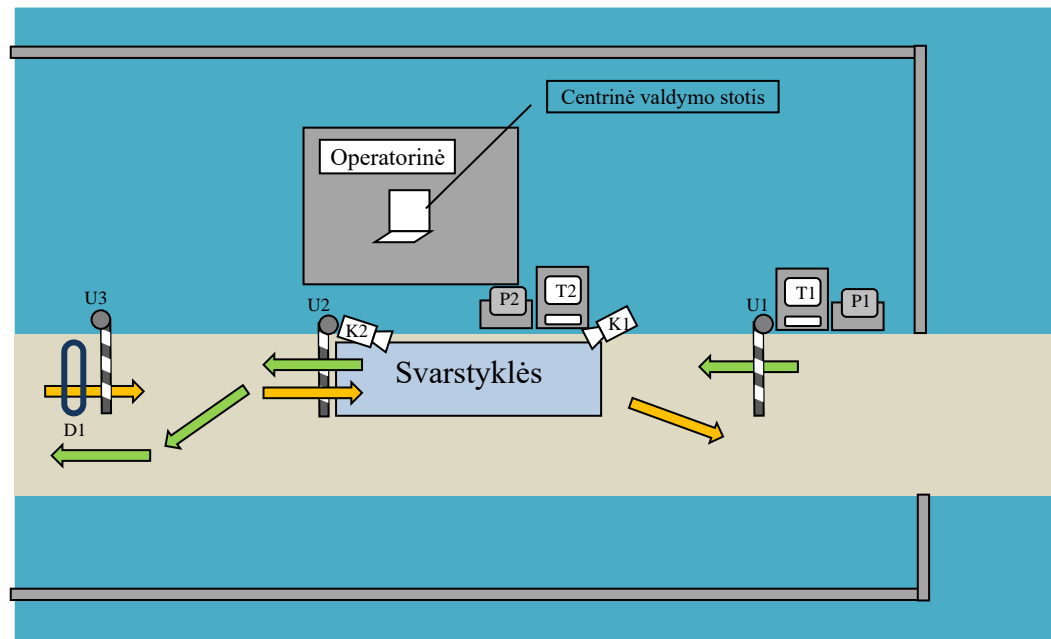 Centrinė valdymo stotis
Operatorinė
U3
U2
K2
P2
T2
K1
U1
T1
P1
Svarstyklės
D1